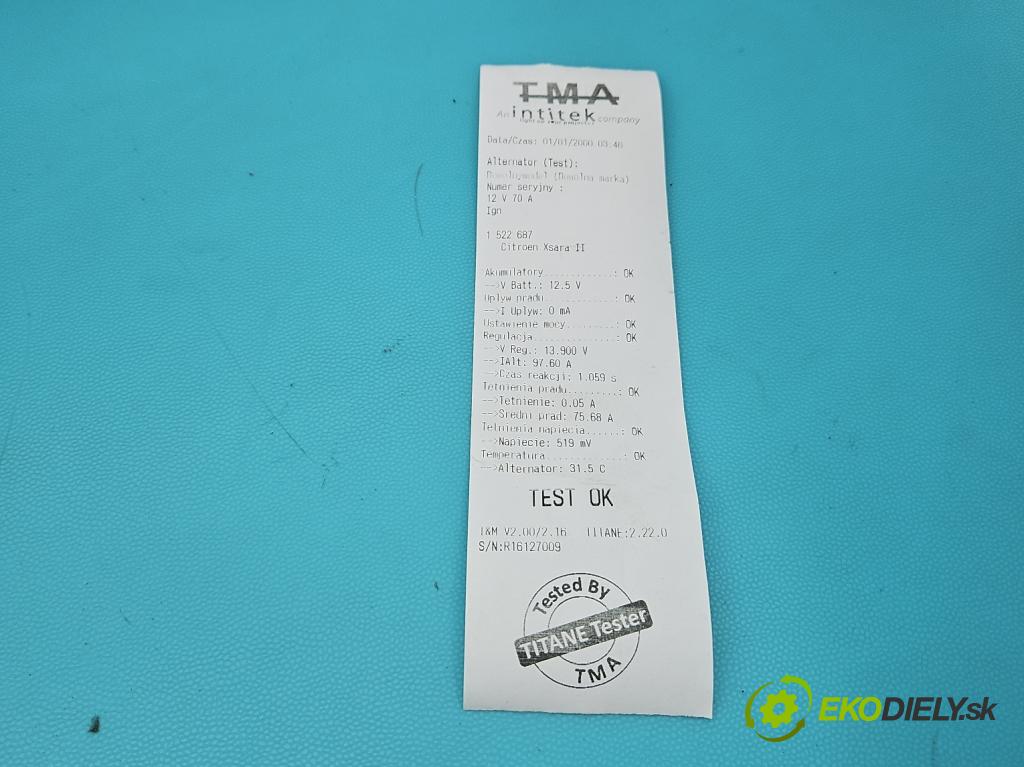 TMA
An intitek company
Data/Czas: 01/01/2000 03:46
Alternator (Test):
Dowolnymodel (Dowolna marka)
Numer seryjny :
12 V 70 A
Ign
1 522 687
Citroen Xsara II
Akumulatory.............: OK
-->V Batt.: 12.5 V
Uplyw pradu.............: OK
-->I Uplyw: 0 mA
Ustawienie mocy.........: OK
Regulacja...............: OK
-->V Reg.: 13.900 V
-->IAlt: 97.60 A
-->Czas reakcji: 1.059 s
Tetnienia pradu.........: OK
-->Tetnienie: 0.05 A
-->Sredni prad: 75.68 A
Tetnienia napiecia......: OK
-->Napiecie: 519 mV
Temperatura.............: OK
-->Alternator: 31.5 C
TEST OK
I&M V2.00/2.16 TITANE:2.22.0
S/N:R16127009
Tested By
TITANE Tester
TMA
EKODIELY.sk